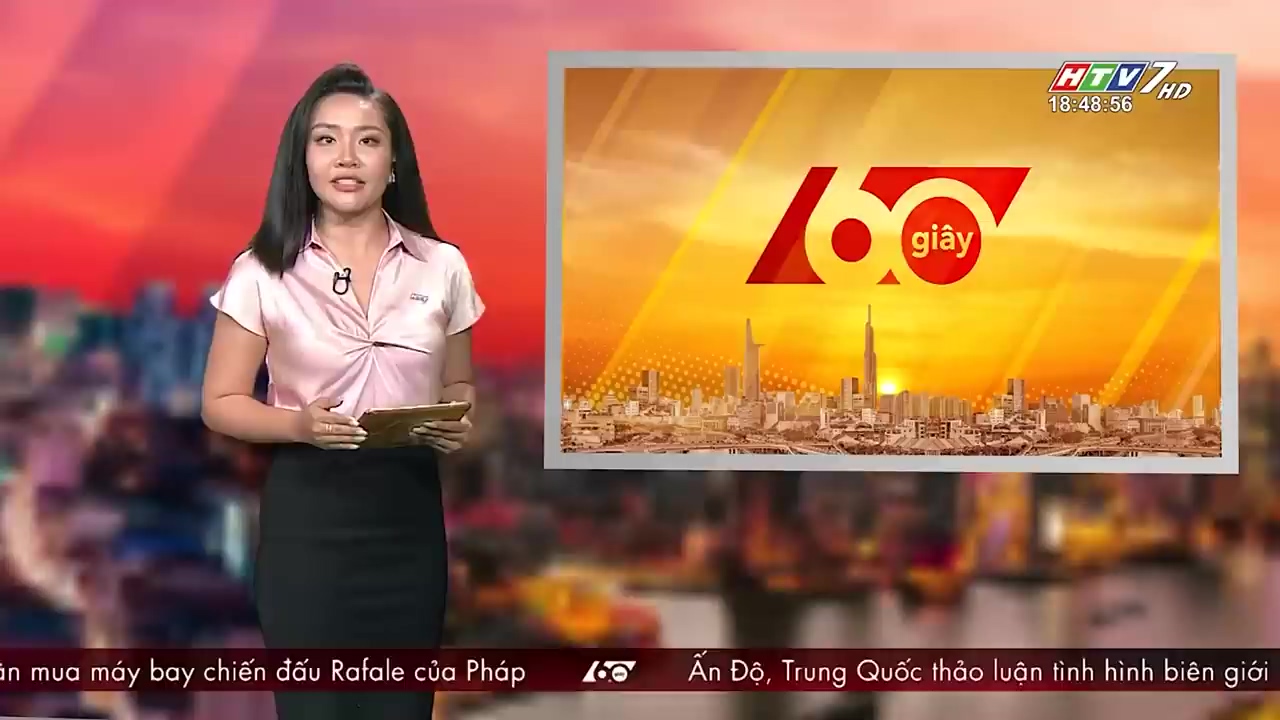 HTV7 HD
18:48:56
60 giây
mua máy bay chiến đấu Rafale của Pháp 60 Ấn Độ, Trung Quốc thảo luận tình hình biên giới